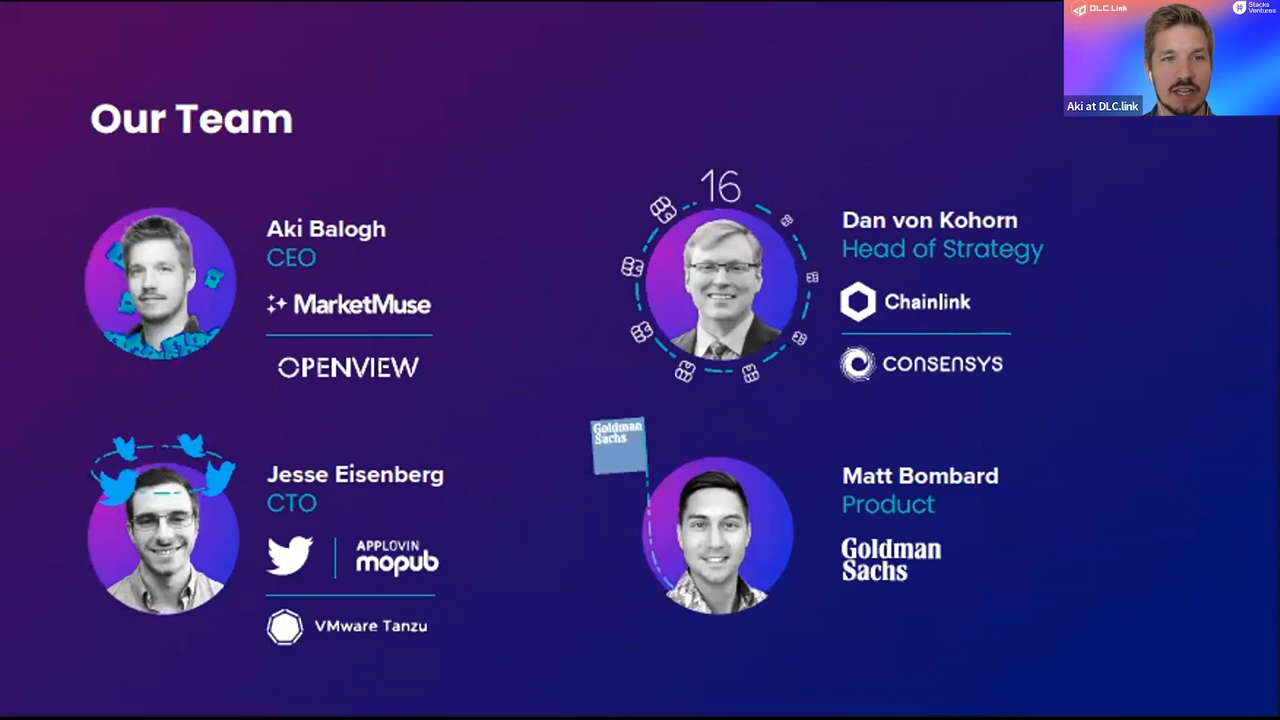 DLC.Link
Stacks
Ventures
Aki at DLC.link
Our Team
Aki Balogh
CEO
MarketMuse
OPENVIEW
16
Dan von Kohorn
Head of Strategy
Chainlink
CONSENSYS
Jesse Eisenberg
CTO
APPLOVIN
mopub
VMware Tanzu
Goldman
Sachs
Matt Bombard
Product
Goldman
Sachs